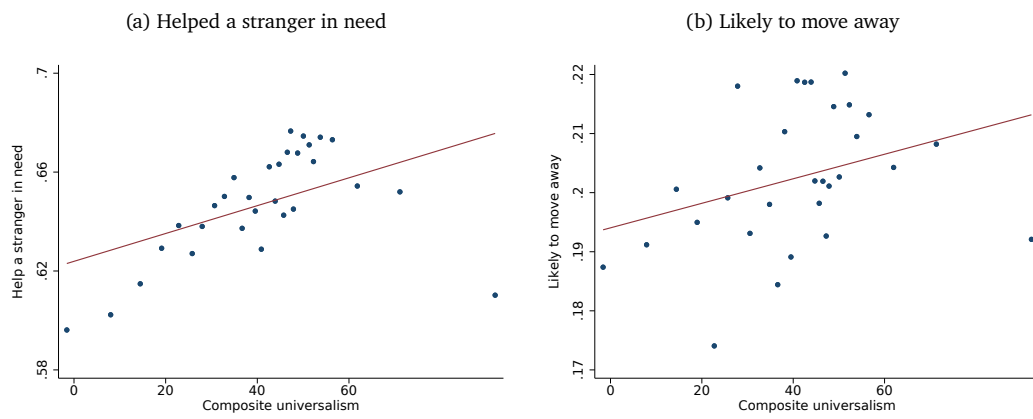 (a) Helped a stranger in need
Help a stranger in need
.7
.66
.62
.58
0 20 40 60
Composite universalism
(b) Likely to move away
Likely to move away
.22
.21
.2
.19
.18
.17
0 20 40 60
Composite universalism